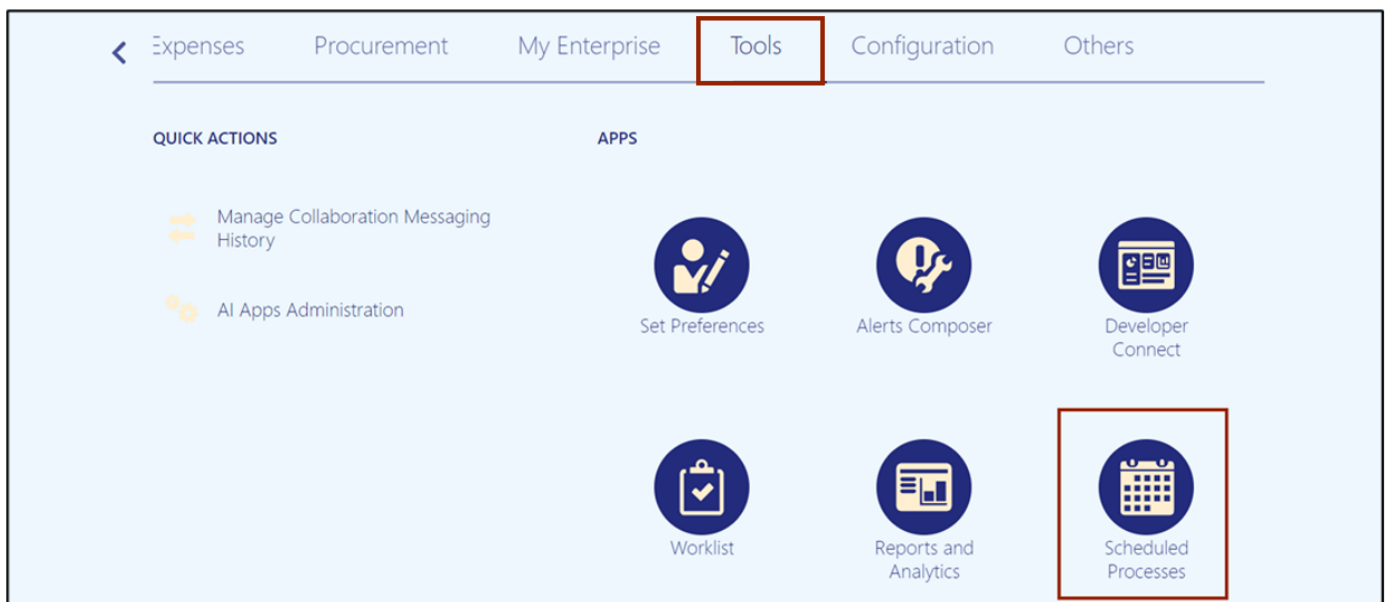 Expenses Procurement My Enterprise Tools Configuration Others
QUICK ACTIONS
Manage Collaboration Messaging
History
AI Apps Administration
APPS
Set Preferences
Alerts Composer
Developer
Connect
Worklist
Reports and
Analytics
Scheduled
Processes